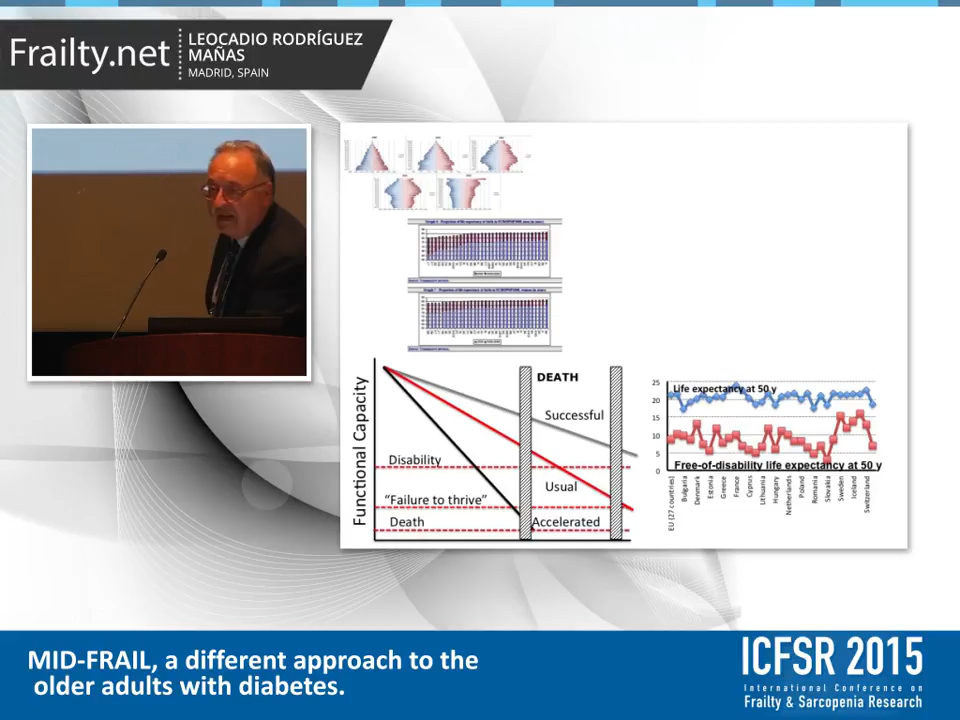 Frailty.net
LEOCADIO RODRÍGUEZ
MAÑAS
MADRID, SPAIN
Functional Capacity
DEATH
Successful
Disability
Usual
"Failure to thrive"
Death
Accelerated
25
20
15
10
5
0
Life expectancy at 50 y
Free-of-disability life expectancy at 50 y
EU (27 countries)
Bulgaria
Denmark
Estonia
Greece
France
Cyprus
Lithuania
Hungary
Netherlands
Poland
Romania
Slovakia
Sweden
Iceland
Switzerland
MID-FRAIL, a different approach to the
older adults with diabetes.
ICFSR 2015
International Conference on
Frailty & Sarcopenia Research